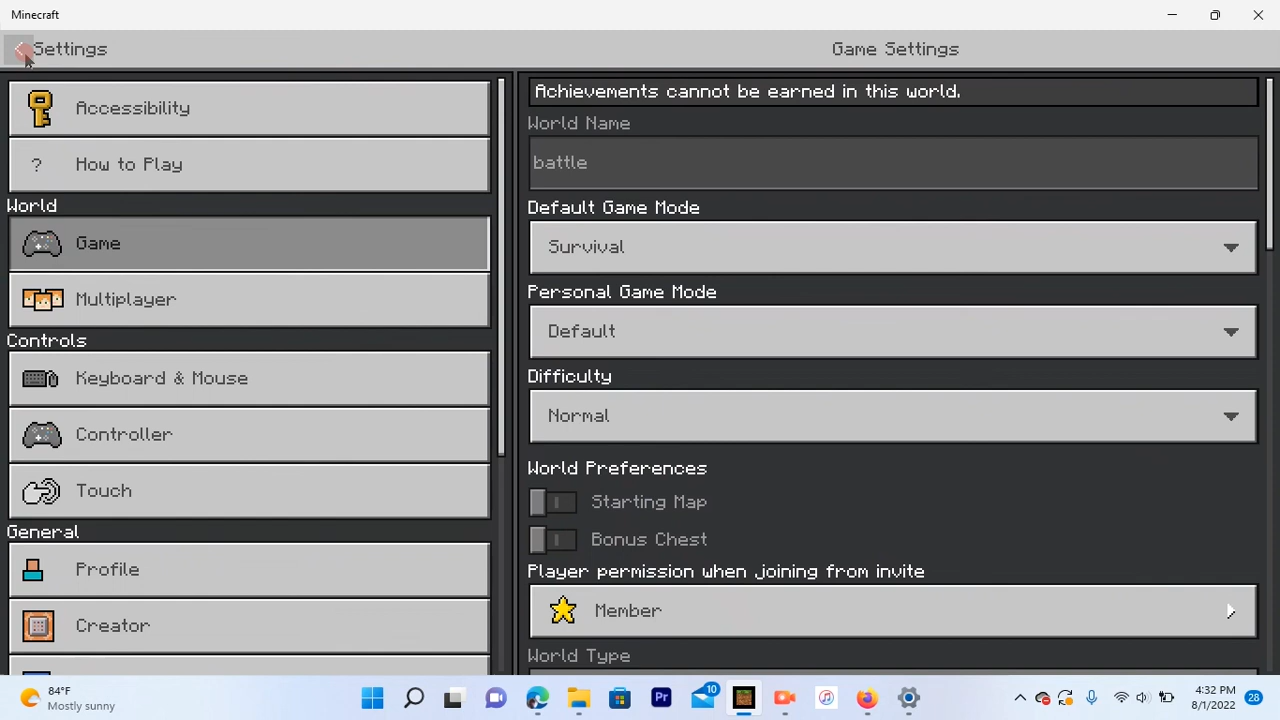 Minecraft
Settings
Game Settings
Accessibility
How to Play
World
Game
Multiplayer
Controls
Keyboard & Mouse
Controller
Touch
General
Profile
Creator
Achievements cannot be earned in this world.
World Name
battle
Default Game Mode
Survival
Personal Game Mode
Default
Difficulty
Normal
World Preferences
Starting Map
Bonus Chest
Player permission when joining from invite
Member
World Type
84°F
Mostly sunny
Pr
10
4:32 PM
8/1/2022
28